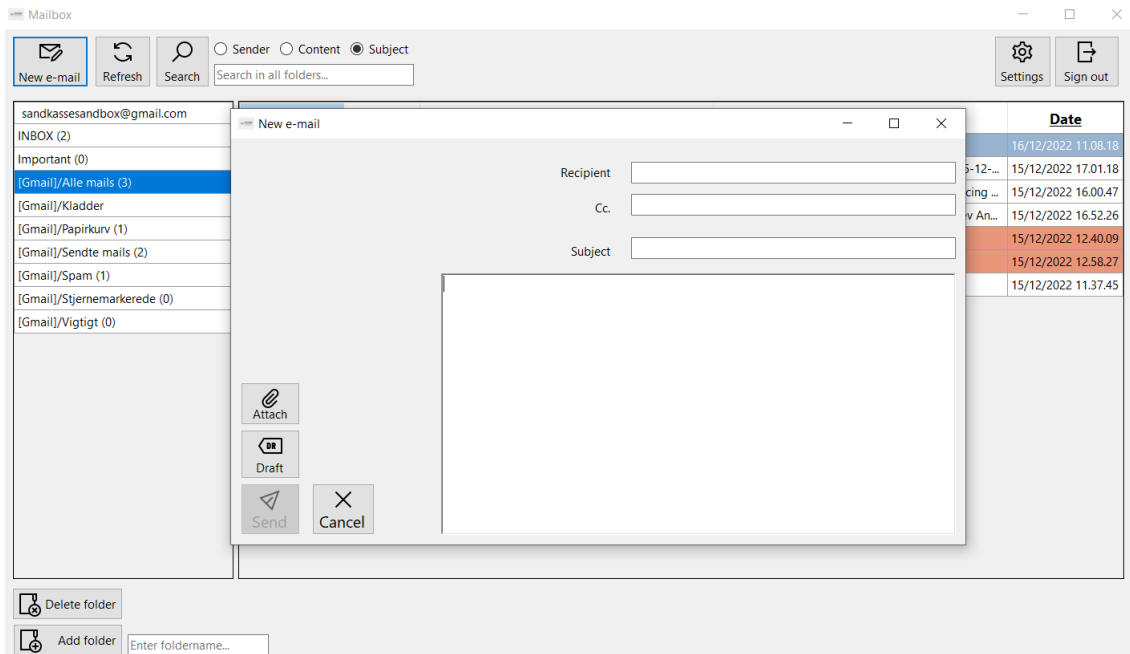 Mailbox
New e-mail
Refresh
Search
Sender
Content
Subject
Search in all folders...
Settings
Sign out
sandkassesandbox@gmail.com
INBOX (2)
Important (0)
[Gmail]/Alle mails (3)
[Gmail]/Kladder
[Gmail]/Papirkurv (1)
[Gmail]/Sendte mails (2)
[Gmail]/Spam (1)
[Gmail]/Stjernemarkerede (0)
[Gmail]/Vigtigt (0)
New e-mail
Recipient
Cc.
Subject
Attach
DR
Draft
Send
Cancel
Date
16/12/2022 11.08.18
5-12-... 15/12/2022 17.01.18
cing ... 15/12/2022 16.00.47
v An... 15/12/2022 16.52.26
15/12/2022 12.40.09
15/12/2022 12.58.27
15/12/2022 11.37.45
Delete folder
Add folder
Enter foldername...